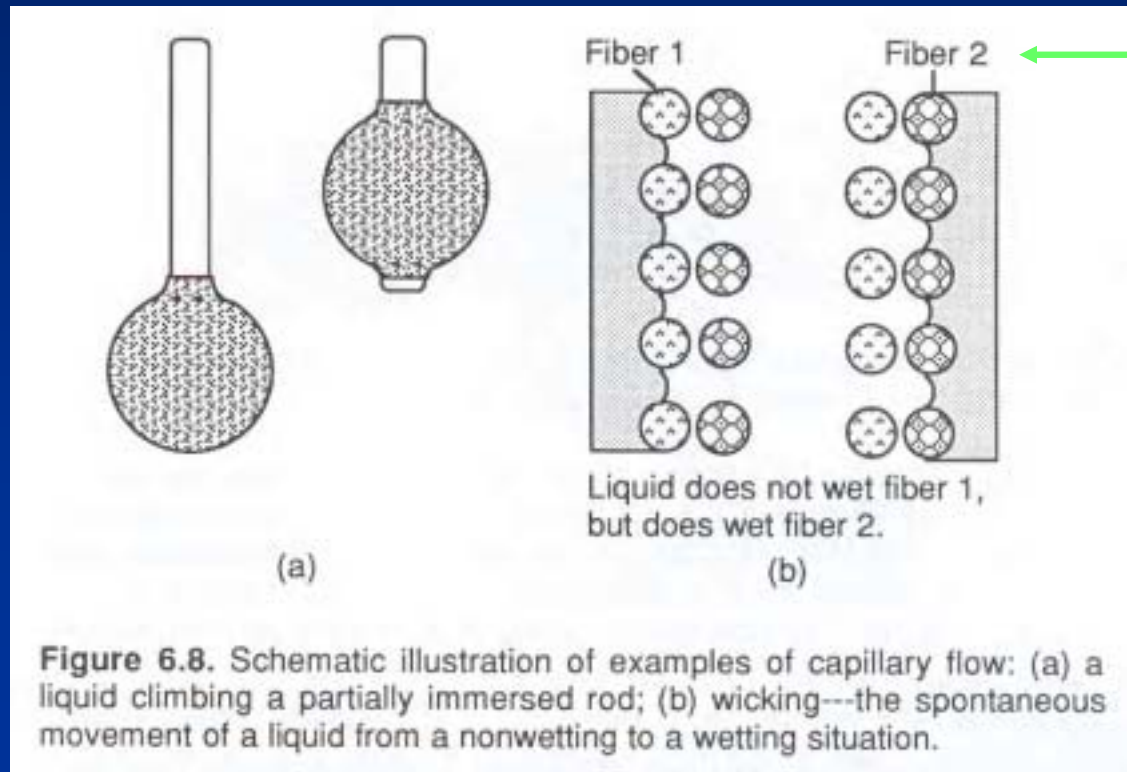 Fiber 1
Fiber 2
Liquid does not wet fiber 1,
but does wet fiber 2.
(a)
(b)
Figure 6.8. Schematic illustration of examples of capillary flow: (a) a
liquid climbing a partially immersed rod; (b) wicking---the spontaneous
movement of a liquid from a nonwetting to a wetting situation.